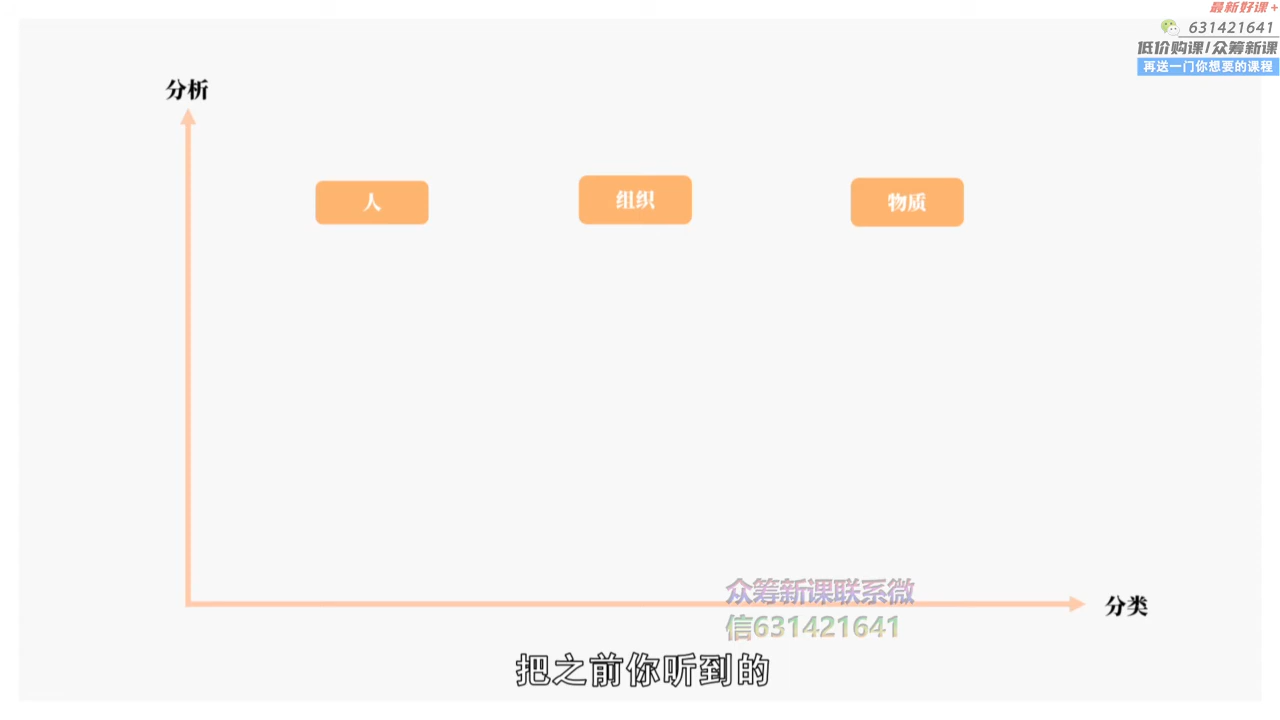 最新好课+
631421641
低价购课/众筹新课
再送一门你想要的课程
分析
人
组织
物质
众筹新课联系微
信631421641
分类
把之前你听到的